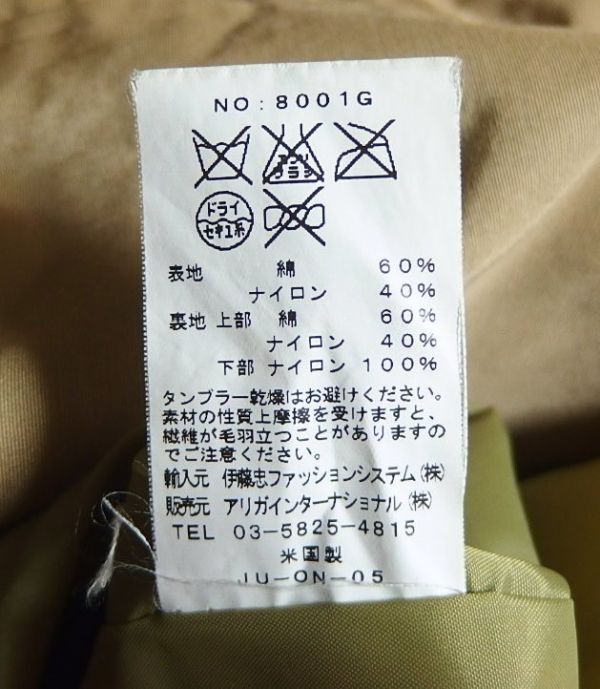 NO:8001G
エンソ
サラシ
ドライ
セキユ系
表地 綿 60%
ナイロン 40%
裏地 上部 綿 60%
ナイロン 40%
下部 ナイロン 100%
タンブラー乾燥はお避けください。
素材の性質上摩擦を受けますと、
繊維が毛羽立つことがありますの
でご注意ください。
輸入元 伊藤忠ファッションシステム(株)
販売元 アリガインターナショナル(株)
TEL 03-5825-4815
米国製
JU-ON-05